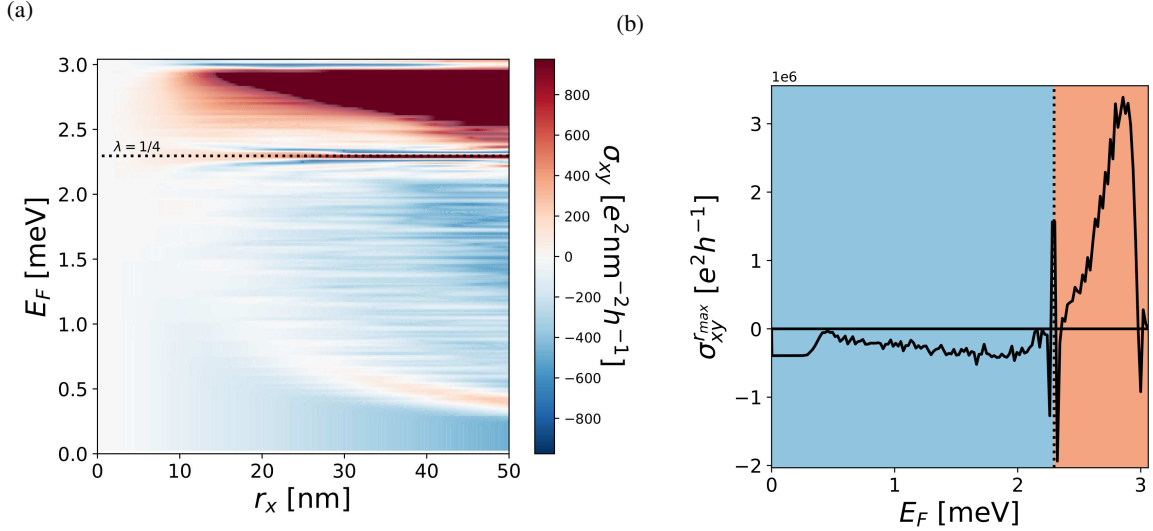 (a)
3.0
2.5
2.0
1.5
1.0
0.5
0.0
E_F [meV]
λ = 1/4
0 10 20 30 40 50
r_x [nm]
800
600
400
200
0
−200
−400
−600
−800
σ_xy [e²nm⁻²h⁻¹]
(b)
1e6
3
2
1
0
−1
−2
σ_xy^{r_max} [e²h⁻¹]
0 1 2 3
E_F [meV]